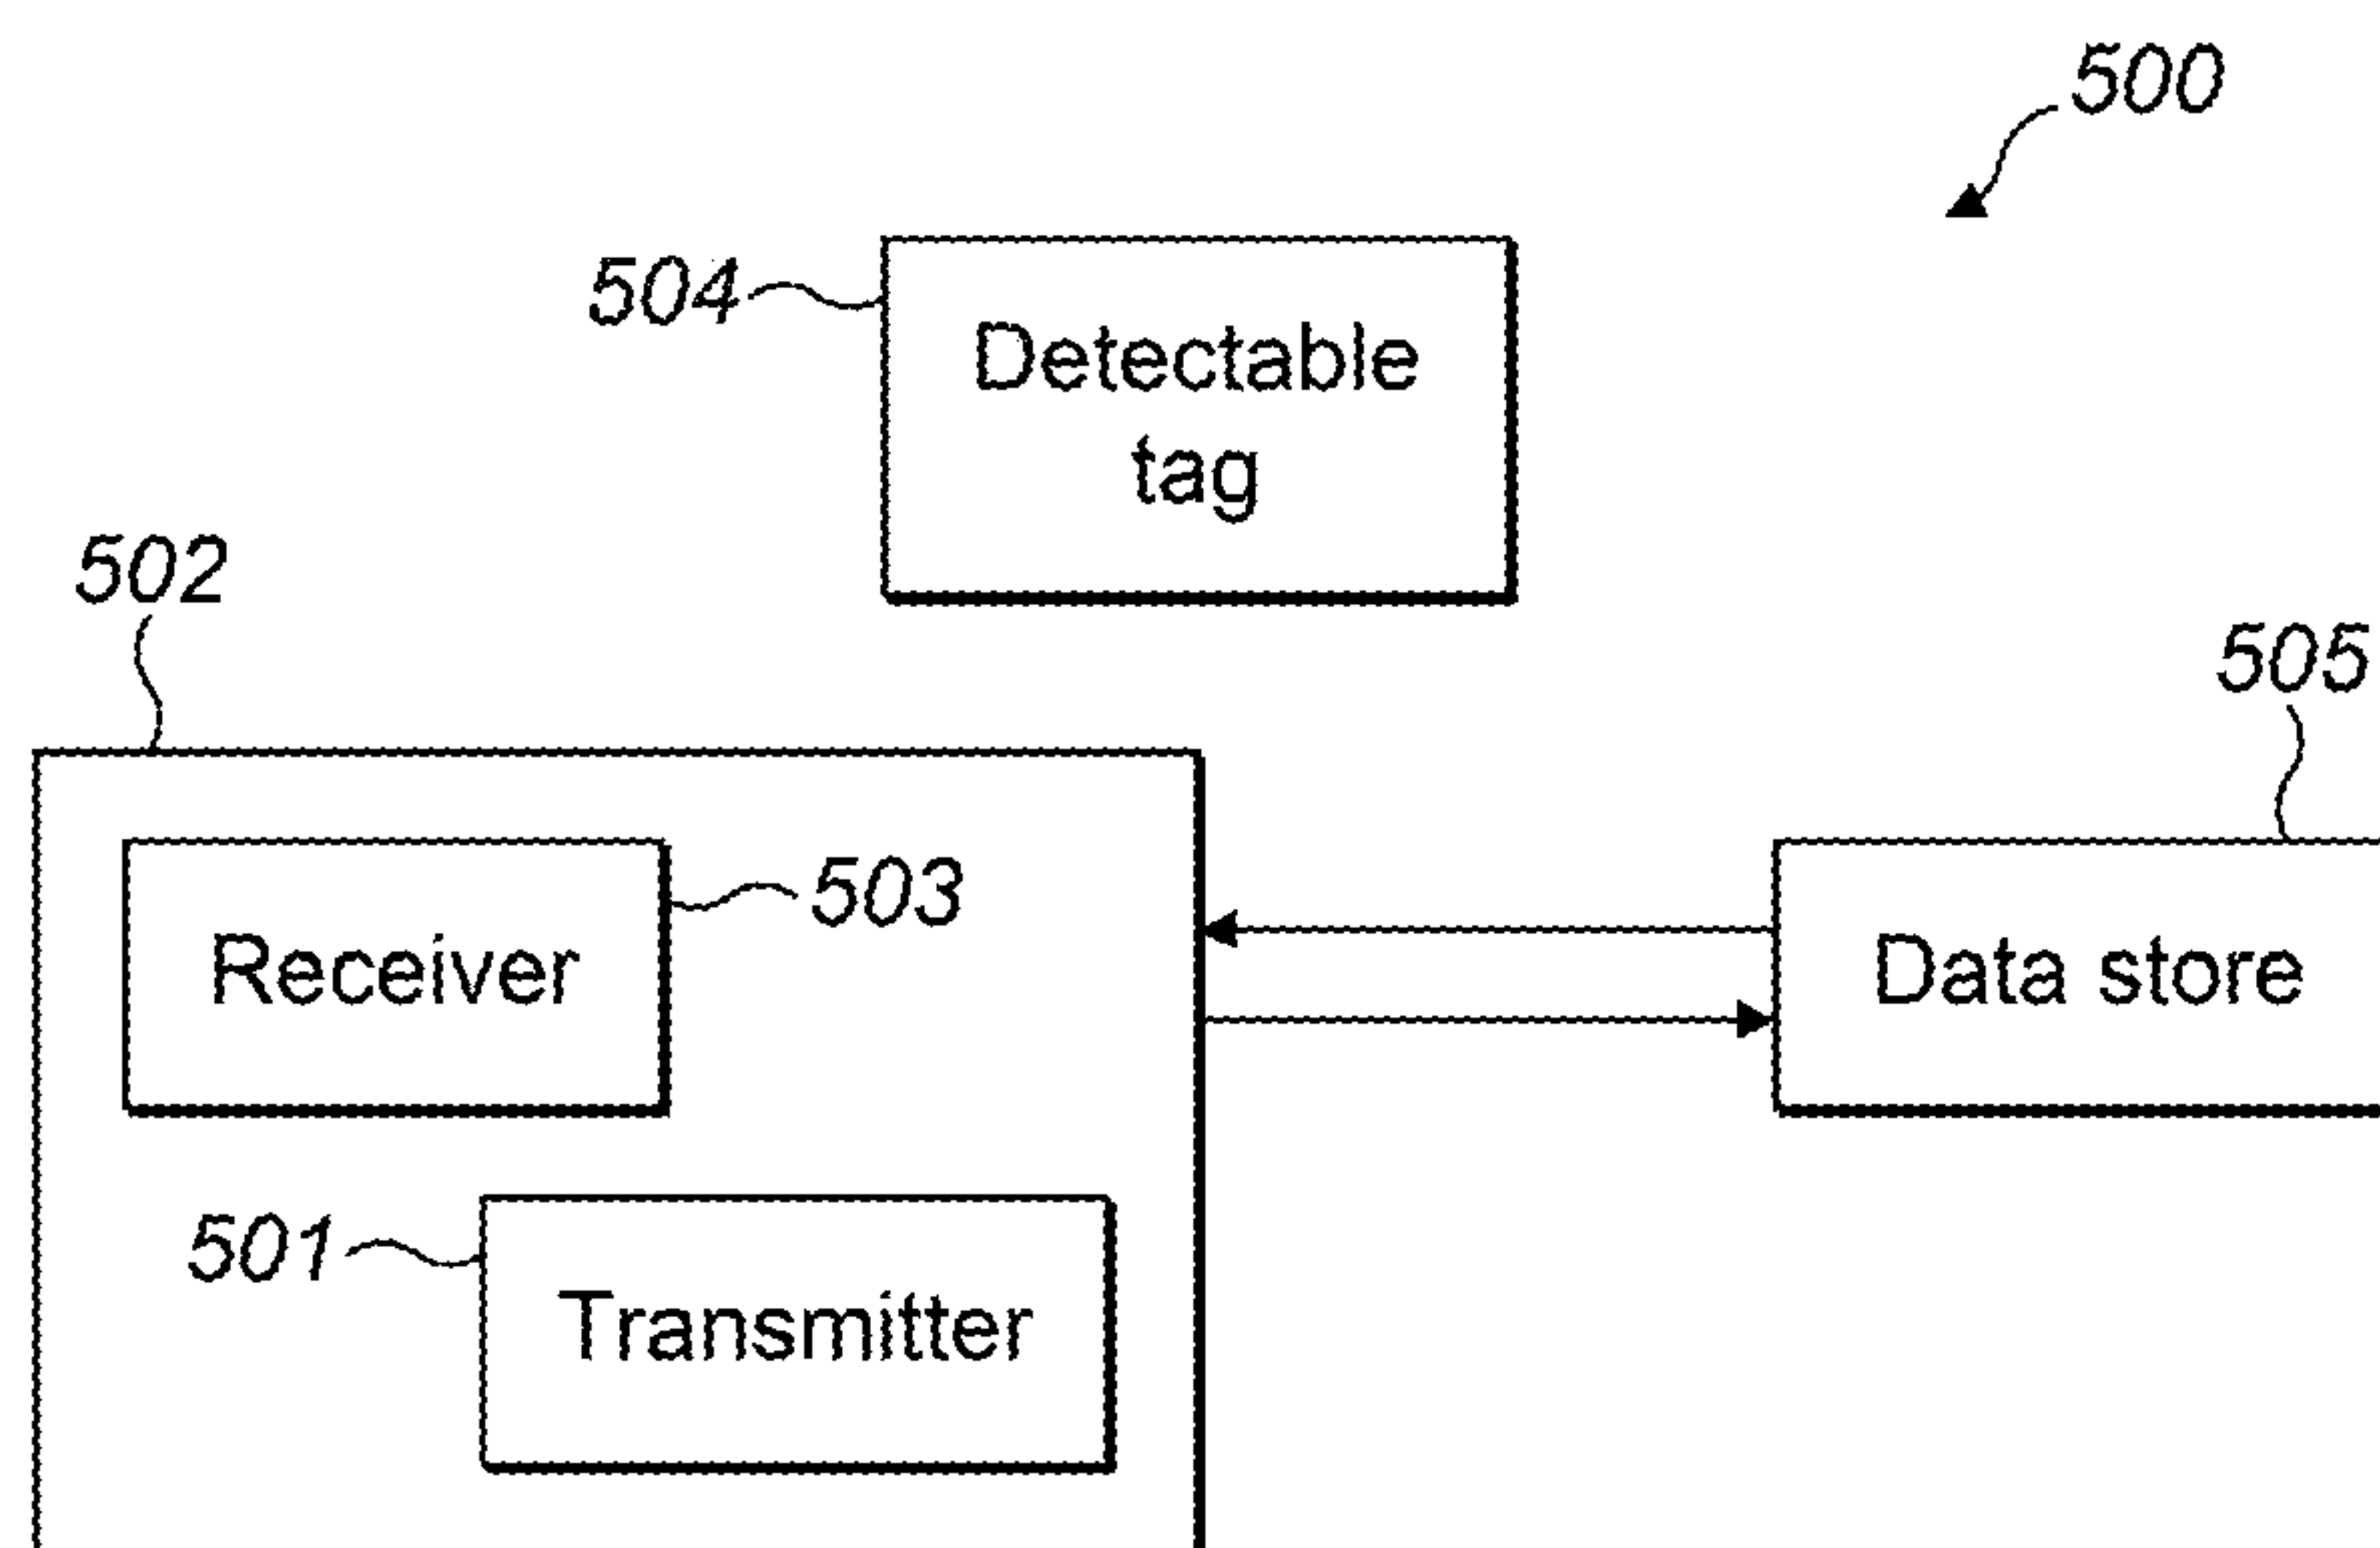 500
504
Detectable
tag
502
505
503
Receiver
Data store
501
Transmitter